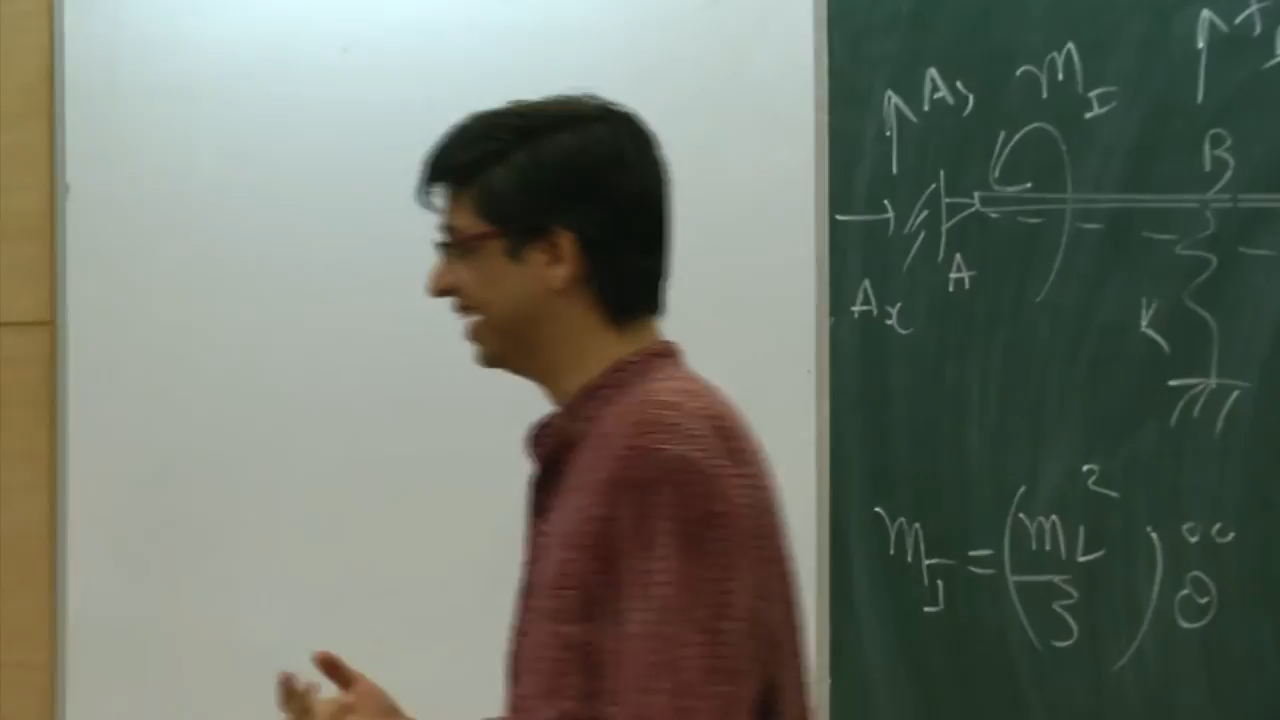 Ay
m_I
B
A
Ax
K
m_I = (mL²/3) θ̈